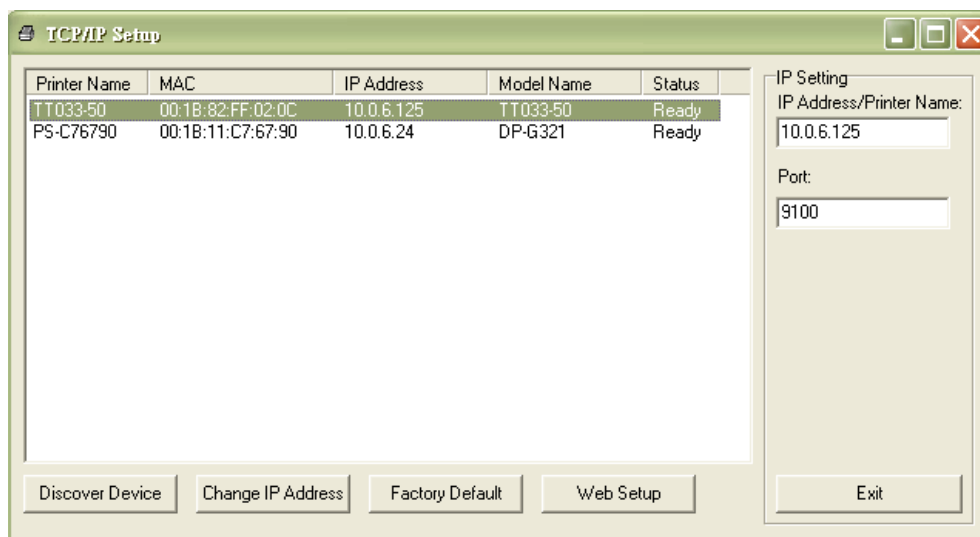 TCP/IP Setup
Printer Name MAC IP Address Model Name Status
TT033-50 00:1B:82:FF:02:0C 10.0.6.125 TT033-50 Ready
PS-C76790 00:1B:11:C7:67:90 10.0.6.24 DP-G321 Ready
IP Setting
IP Address/Printer Name:
10.0.6.125
Port:
9100
Discover Device Change IP Address Factory Default Web Setup Exit